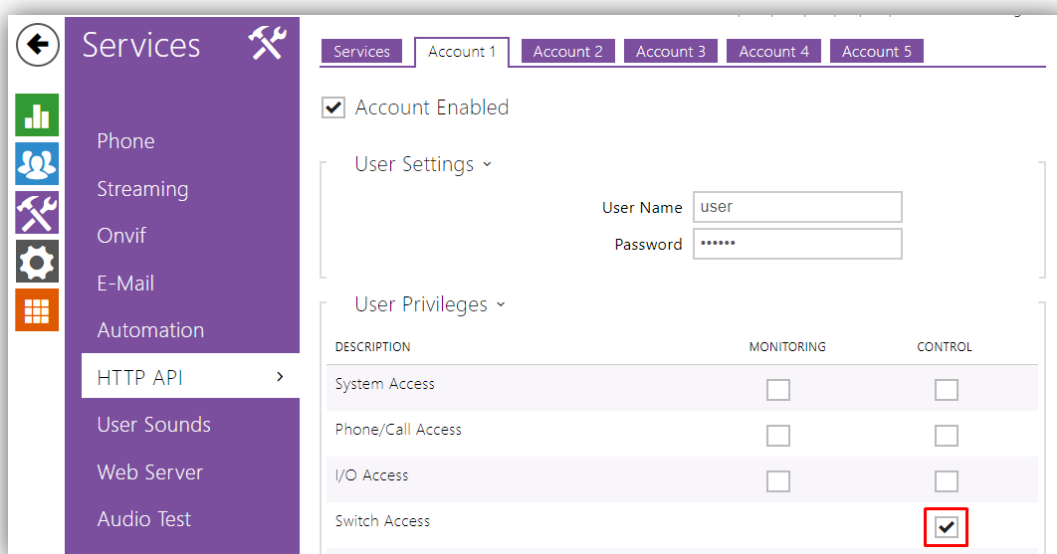 Services
Phone
Streaming
Onvif
E-Mail
Automation
HTTP API
User Sounds
Web Server
Audio Test
Services Account 1 Account 2 Account 3 Account 4 Account 5
Account Enabled
User Settings
User Name user
Password ••••••
User Privileges
DESCRIPTION MONITORING CONTROL
System Access
Phone/Call Access
I/O Access
Switch Access